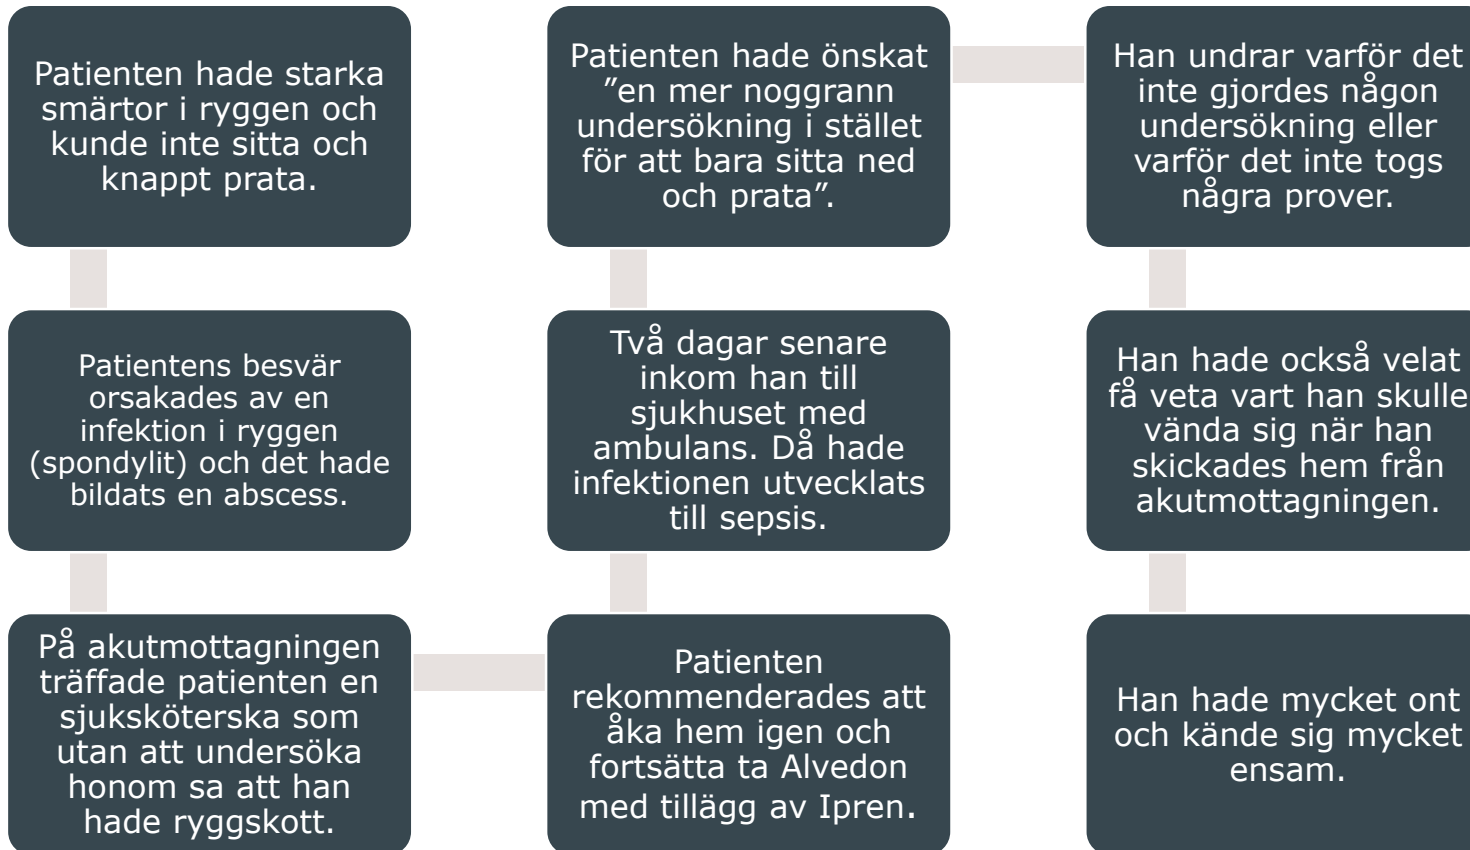 Patienten hade starka
smärtor i ryggen och
kunde inte sitta och
knappt prata.
Patientens besvär
orsakades av en
infektion i ryggen
(spondylit) och det hade
bildats en abscess.
På akutmottagningen
träffade patienten en
sjuksköterska som
utan att undersöka
honom sa att han
hade ryggskott.
Patienten
rekommenderades att
åka hem igen och
fortsätta ta Alvedon
med tillägg av Ipren.
Två dagar senare
inkom han till
sjukhuset med
ambulans. Då hade
infektionen utvecklats
till sepsis.
Patienten hade önskat
”en mer noggrann
undersökning i stället
för att bara sitta ned
och prata”.
Han undrar varför det
inte gjordes någon
undersökning eller
varför det inte togs
några prover.
Han hade också velat
få veta vart han skulle
vända sig när han
skickades hem från
akutmottagningen.
Han hade mycket ont
och kände sig mycket
ensam.